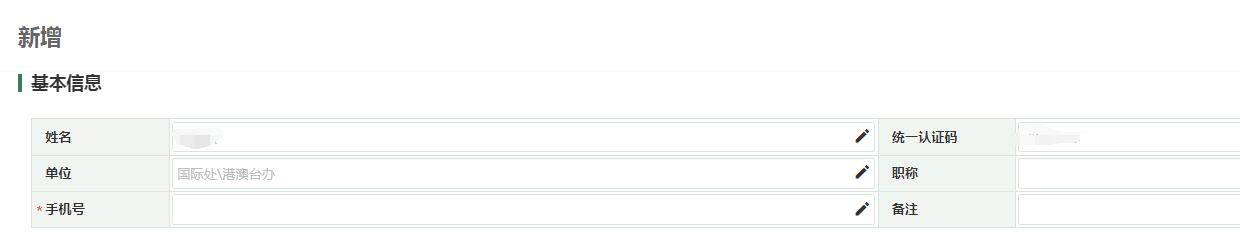 新增
基本信息
姓名 统一认证码
单位 国际处\港澳台办 职称
*手机号 备注